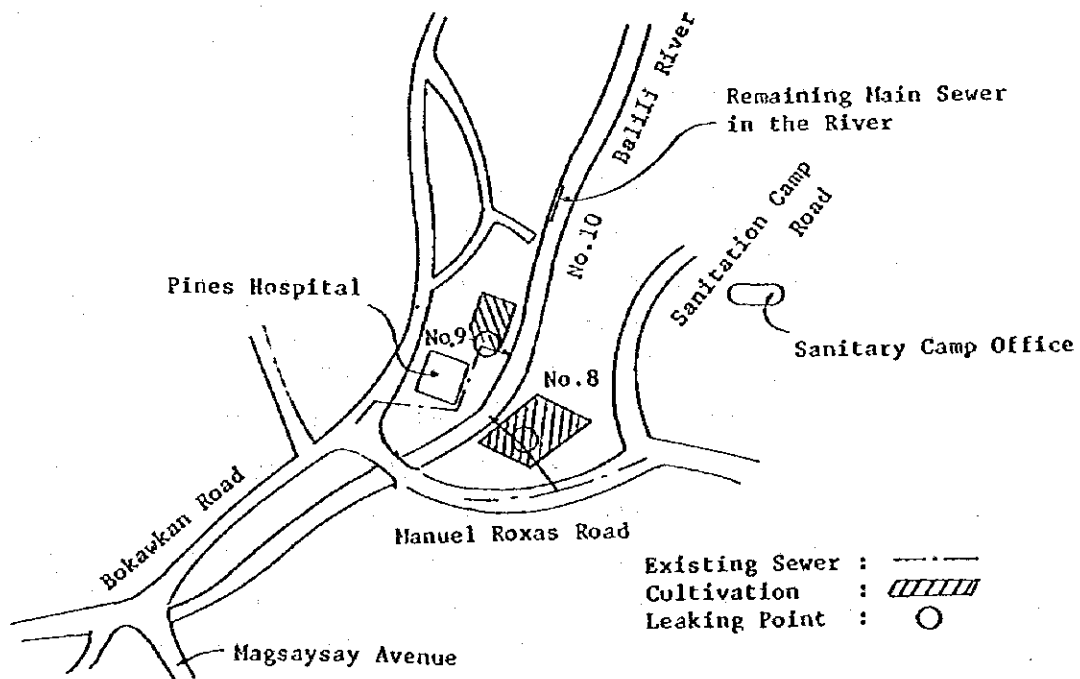 Balili River
Remaining Main Sewer
in the River
Sanitation Camp
Road
No.10
Pines Hospital
No.9
Sanitary Camp Office
No.8
Bokawkan Road
Manuel Roxas Road
Existing Sewer :
Cultivation :
Leaking Point :
Magsaysay Avenue